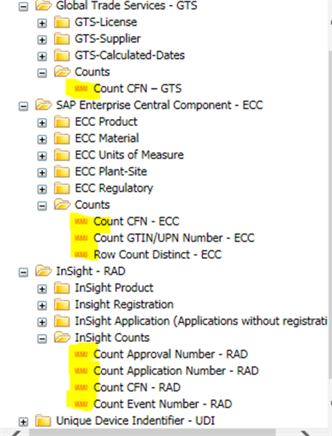 Global Trade Services - GTS
GTS-License
GTS-Supplier
GTS-Calculated-Dates
Counts
Count CFN – GTS
SAP Enterprise Central Component - ECC
ECC Product
ECC Material
ECC Units of Measure
ECC Plant-Site
ECC Regulatory
Counts
Count CFN - ECC
Count GTIN/UPN Number - ECC
Row Count Distinct - ECC
InSight - RAD
InSight Product
Insight Registration
InSight Application (Applications without registrati
InSight Counts
Count Approval Number - RAD
Count Application Number - RAD
Count CFN - RAD
Count Event Number - RAD
Unique Device Indentifier - UDI